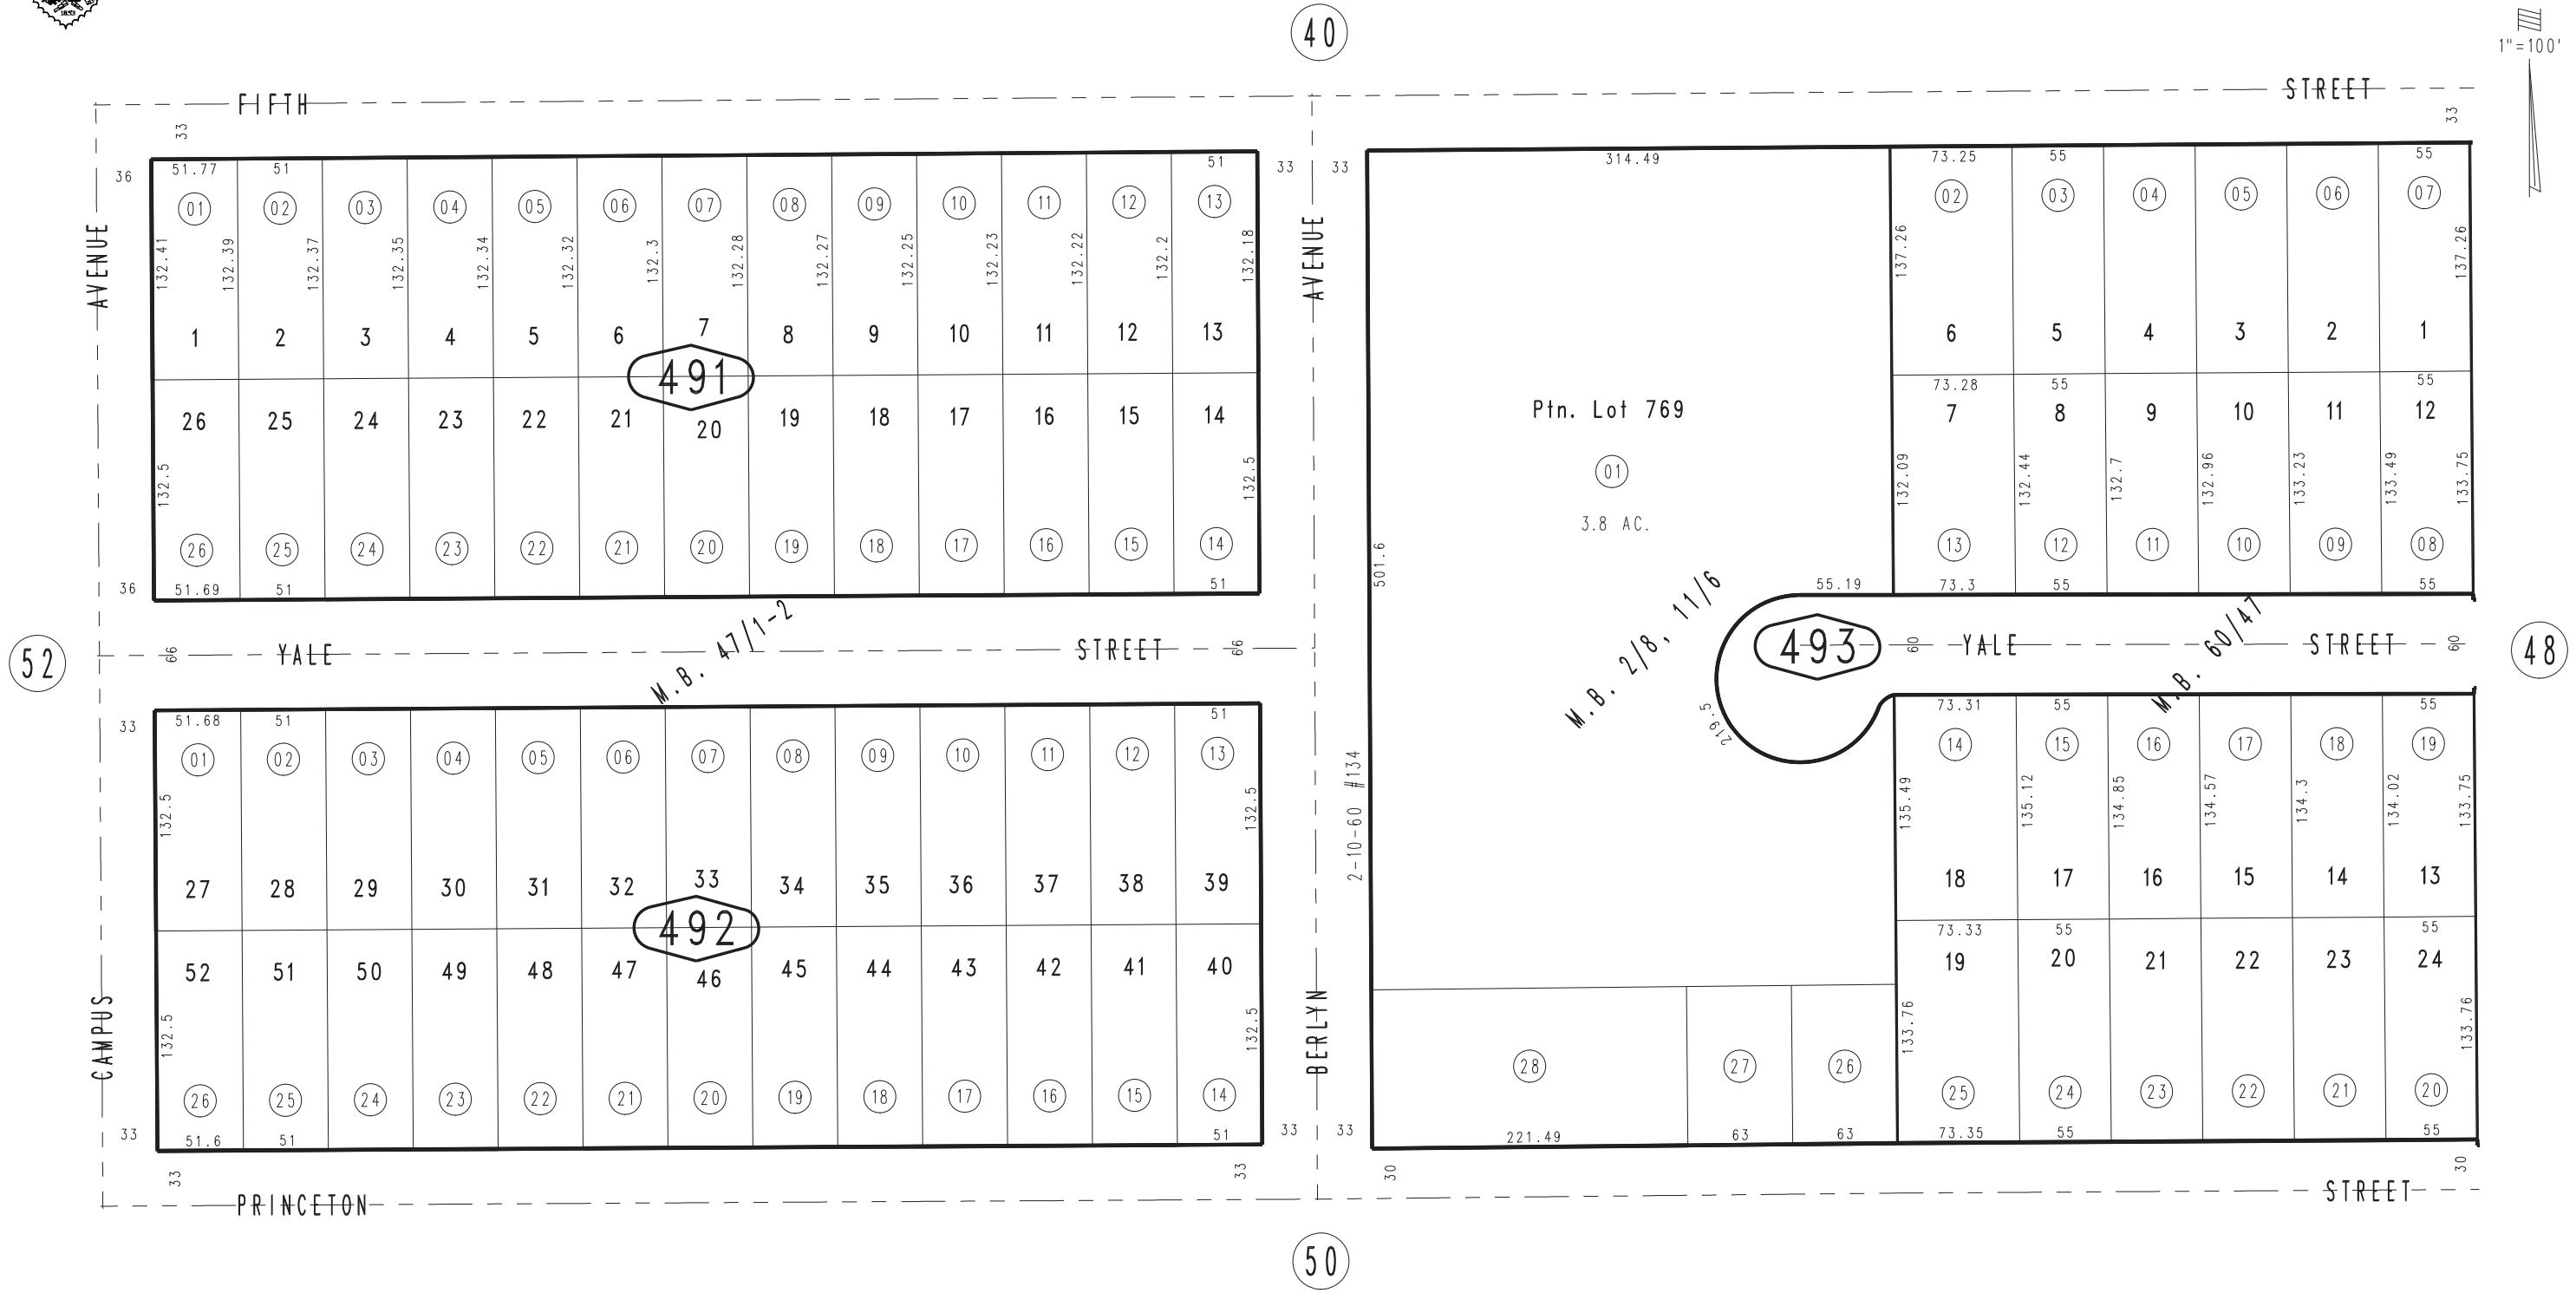 1853
40
1"=100'
FIFTH STREET
33 33
36 51.77 51 51 33 33 314.49 73.25 55 55
01 02 03 04 05 06 07 08 09 10 11 12 13 02 03 04 05 06 07
AVENUE 132.41 132.39 132.37 132.35 132.34 132.32 132.3 132.28 132.27 132.25 132.23 132.22 132.2 132.18 AVENUE 137.26 137.26
1 2 3 4 5 6 7 8 9 10 11 12 13 6 5 4 3 2 1
491
73.28 55 55
26 25 24 23 22 21 20 19 18 17 16 15 14 Ptn. Lot 769 7 8 9 10 11 12
132.5 132.5 01 132.09 132.44 132.7 132.96 133.23 133.49 133.75
3.8 AC.
26 25 24 23 22 21 20 19 18 17 16 15 14 501.6 13 12 11 10 09 08
36 51.69 51 51 55.19 73.3 55 55
M.B. 47/1-2
M.B. 2/8, 11/6
M.B. 60/47
52 66 YALE STREET 66 493 60 YALE STREET 60 48
33 51.68 51 51 219.5 73.31 55 55
01 02 03 04 05 06 07 08 09 10 11 12 13 14 15 16 17 18 19
132.5 132.5 2-10-60 #134 135.49 135.12 134.85 134.57 134.3 134.02 133.75
27 28 29 30 31 32 33 34 35 36 37 38 39 18 17 16 15 14 13
492
73.33 55 55
52 51 50 49 48 47 46 45 44 43 42 41 40 19 20 21 22 23 24
CAMPUS 132.5 132.5 BERLYN 133.76 133.76
28 27 26
26 25 24 23 22 21 20 19 18 17 16 15 14 25 24 23 22 21 20
33 51.6 51 51 33 33 221.49 63 63 73.35 55 55
33 33 30 30
PRINCETON STREET
50